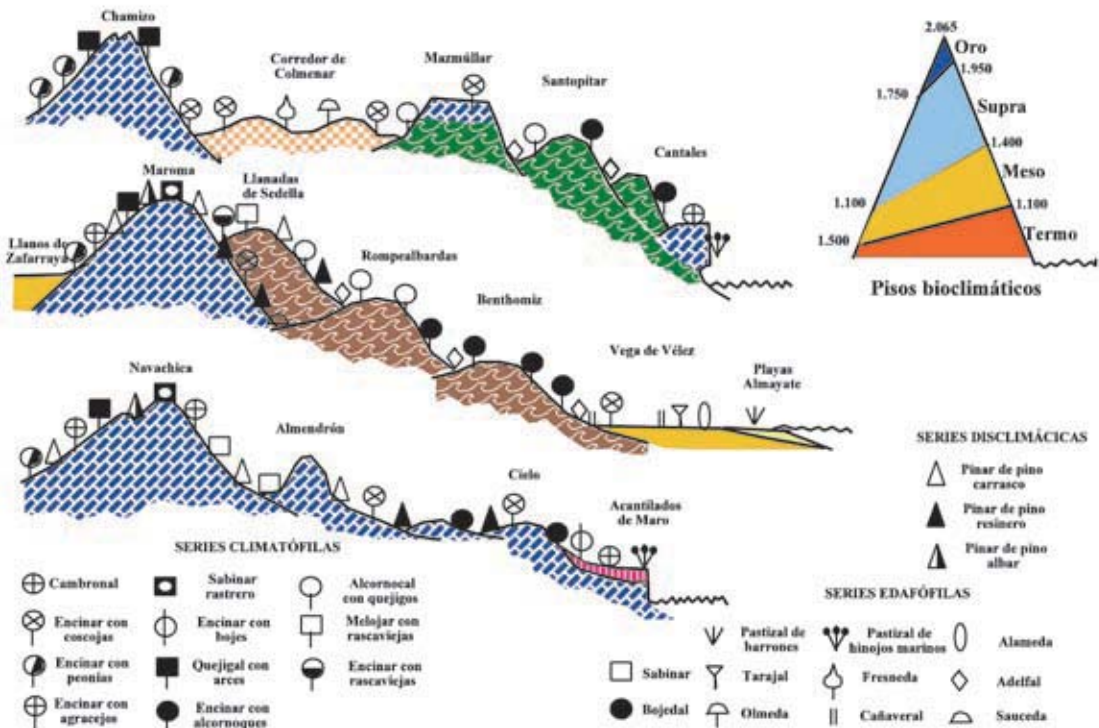 Chamizo
Corredor de
Colmenar
Mazmúllar
Santopítar
Cantales
2.065
Oro
1.950
1.750
Supra
1.400
Meso
1.100
1.100
Termo
1.500
Pisos bioclimáticos
Maroma
Llanadas
de Sedella
Llanos de
Zafarraya
Rompealbardas
Benthomiz
Vega de Vélez
Playas
Almayate
Navachica
Almendrón
Cielo
Acantilados
de Maro
SERIES DISCLIMÁCICAS
Pinar de pino
carrasco
Pinar de pino
resinero
Pinar de pino
albar
SERIES CLIMATÓFILAS
Cambronal
Sabinar
rastrero
Alcornocal
con quejigos
Encinar con
coscojas
Encinar con
bojes
Melojar con
rascaviejas
Encinar con
peonías
Quejigal con
arces
Encinar con
rascaviejas
Encinar con
agracejos
Encinar con
alcornoques
SERIES EDAFÓFILAS
Pastizal de
barrones
Pastizal de
hinojos marinos
Alameda
Sabinar
Tarajal
Fresneda
Adelfal
Bojedal
Olmeda
Cañaveral
Sauceda